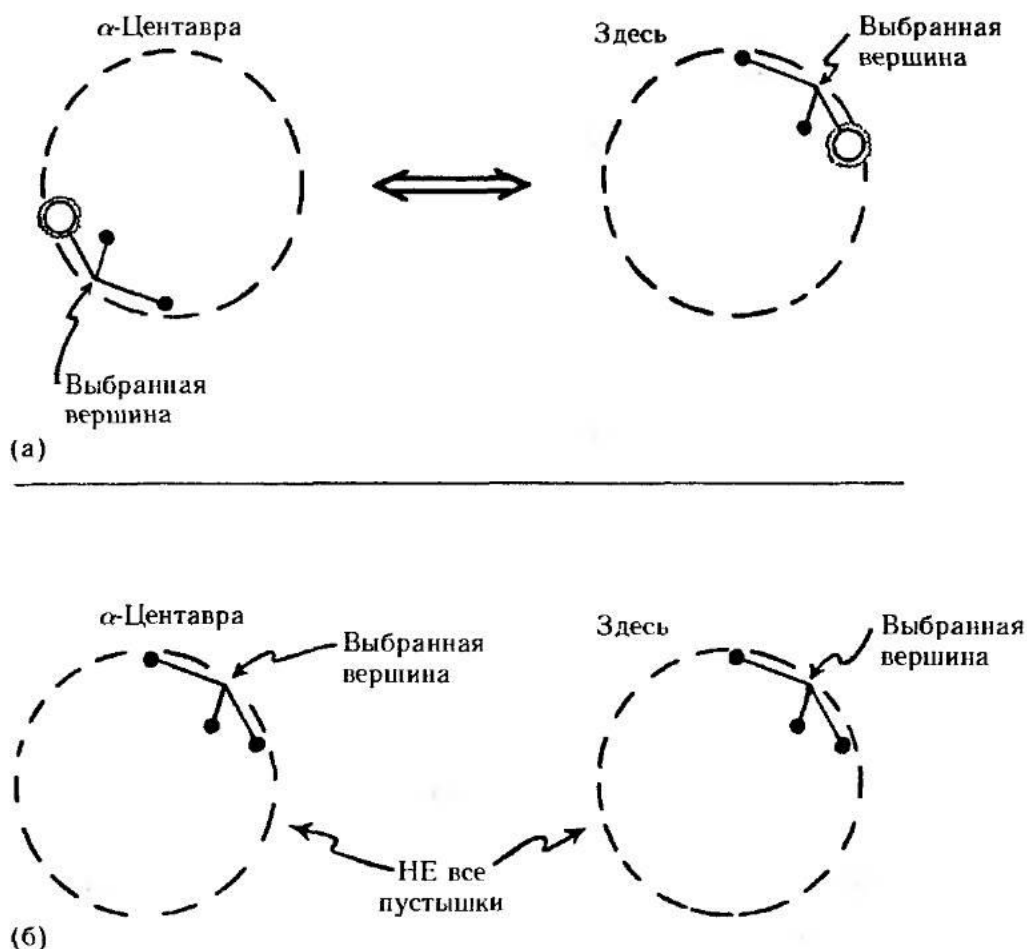 α-Центавра
Здесь
Выбранная
вершина
Выбранная
вершина
(а)
α-Центавра
Выбранная
вершина
Здесь
Выбранная
вершина
НЕ все
пустышки
(б)